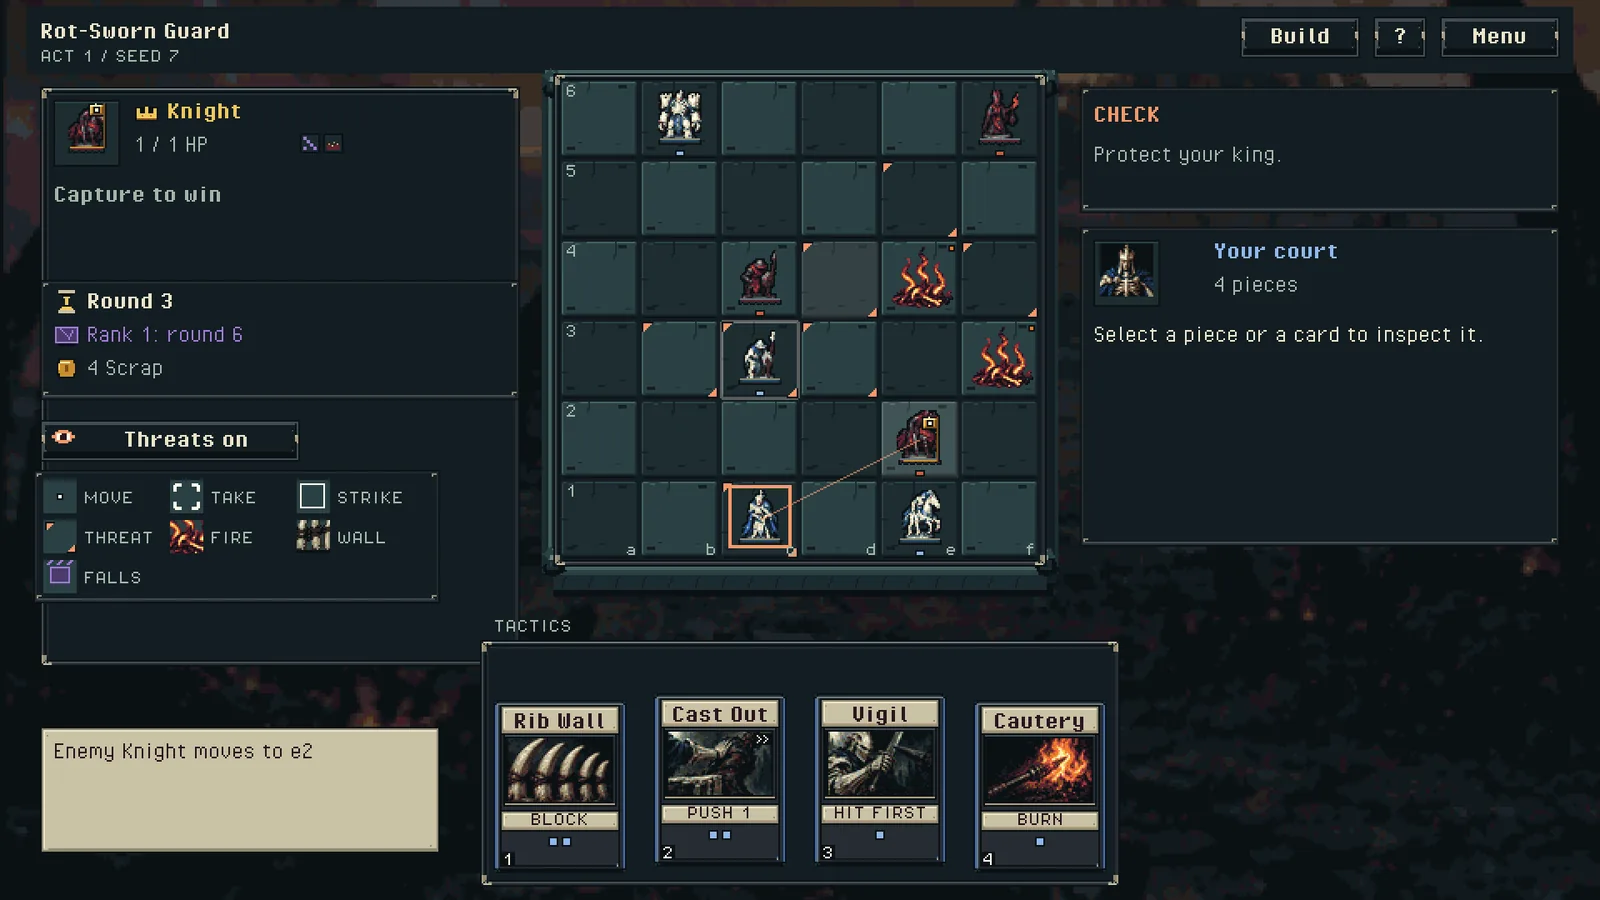 Rot-Sworn Guard
ACT 1 / SEED 7
Build
?
Menu
Knight
1 / 1 HP
Capture to win
Round 3
Rank 1: round 6
4 Scrap
Threats on
MOVE
TAKE
STRIKE
THREAT
FIRE
WALL
FALLS
Enemy Knight moves to e2
6
5
4
3
2
1
a
b
c
d
e
f
CHECK
Protect your king.
Your court
4 pieces
Select a piece or a card to inspect it.
TACTICS
Rib Wall
BLOCK
1
Cast Out
PUSH 1
2
Vigil
HIT FIRST
3
Cautery
BURN
4